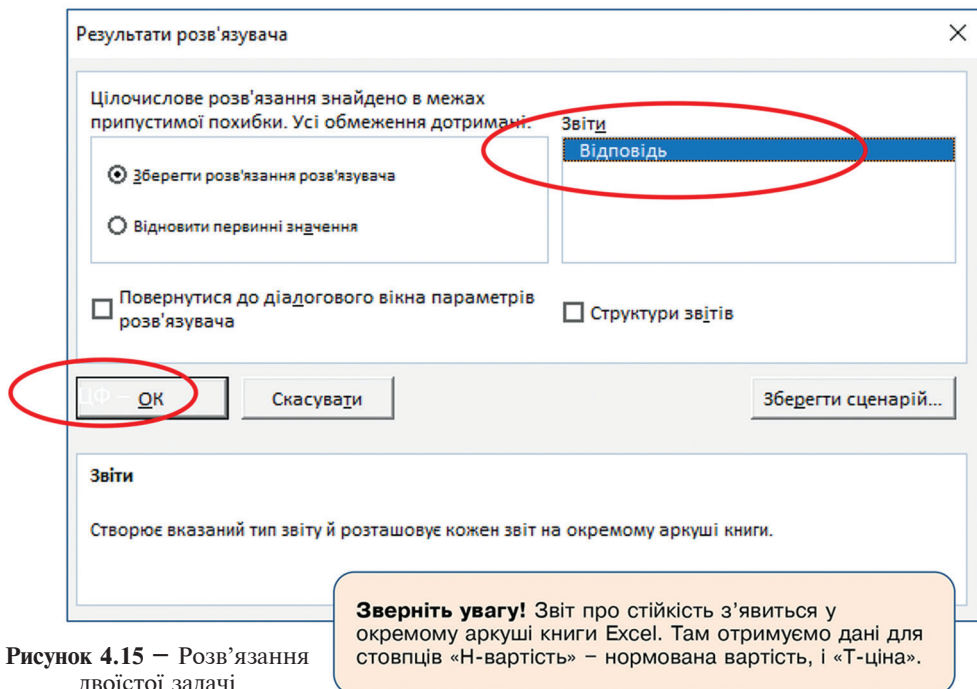 Результати розв'язувача
Цілочислове розв'язання знайдено в межах
припустимої похибки. Усі обмеження дотримані.
Звіти
Відповідь
Зберегти розв'язання розв'язувача
Відновити первинні значення
Повернутися до діалогового вікна параметрів
розв'язувача
Структури звітів
ЦФ –
ОК
Скасувати
Зберегти сценарій...
Звіти
Створює вказаний тип звіту й розташовує кожен звіт на окремому аркуші книги.
Зверніть увагу! Звіт про стійкість з’явиться у
окремому аркуші книги Excel. Там отримуємо дані для
стовпців «Н-вартість» – нормована вартість, і «Т-ціна».
Рисунок 4.15 – Розв’язання
двоїстої задачі